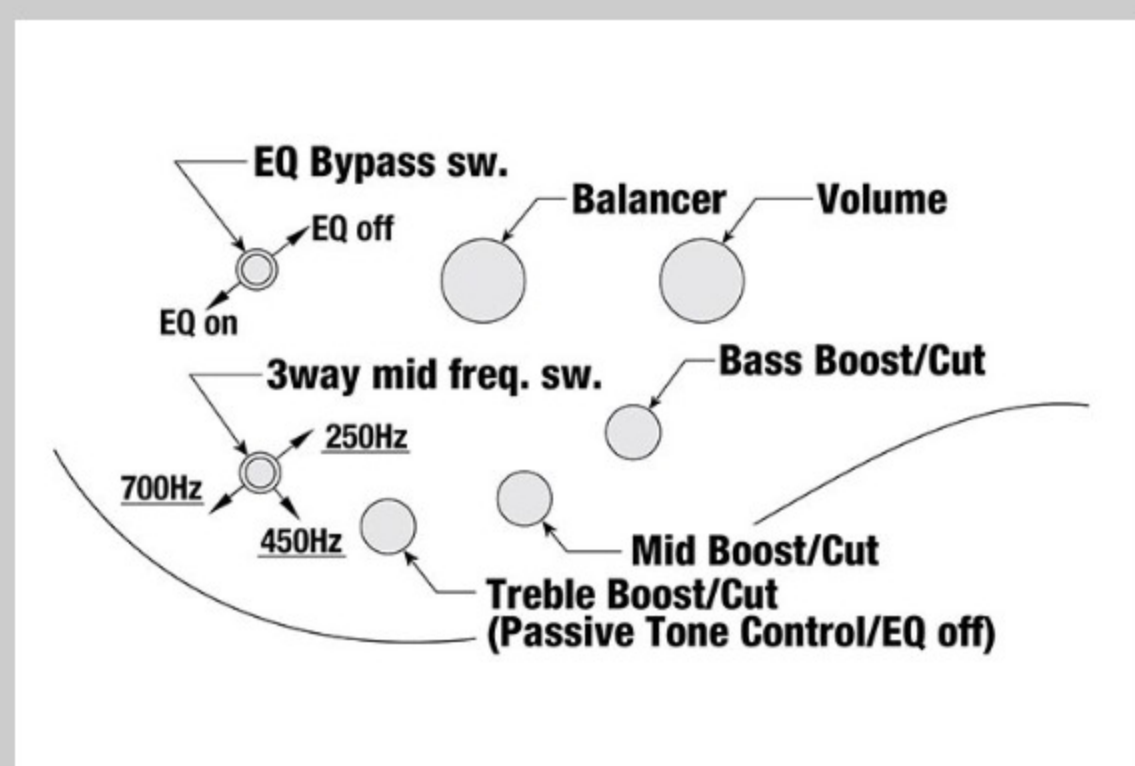 EQ Bypass sw.
EQ off
EQ on
Balancer
Volume
3way mid freq. sw.
250Hz
700Hz
450Hz
Bass Boost/Cut
Mid Boost/Cut
Treble Boost/Cut
(Passive Tone Control/EQ off)